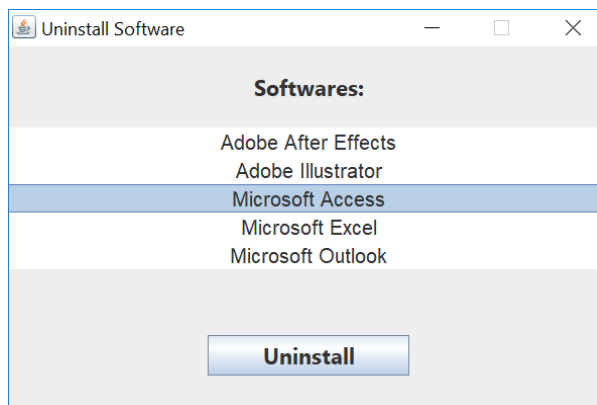 Uninstall Software
Softwares:
Adobe After Effects
Adobe Illustrator
Microsoft Access
Microsoft Excel
Microsoft Outlook
Uninstall